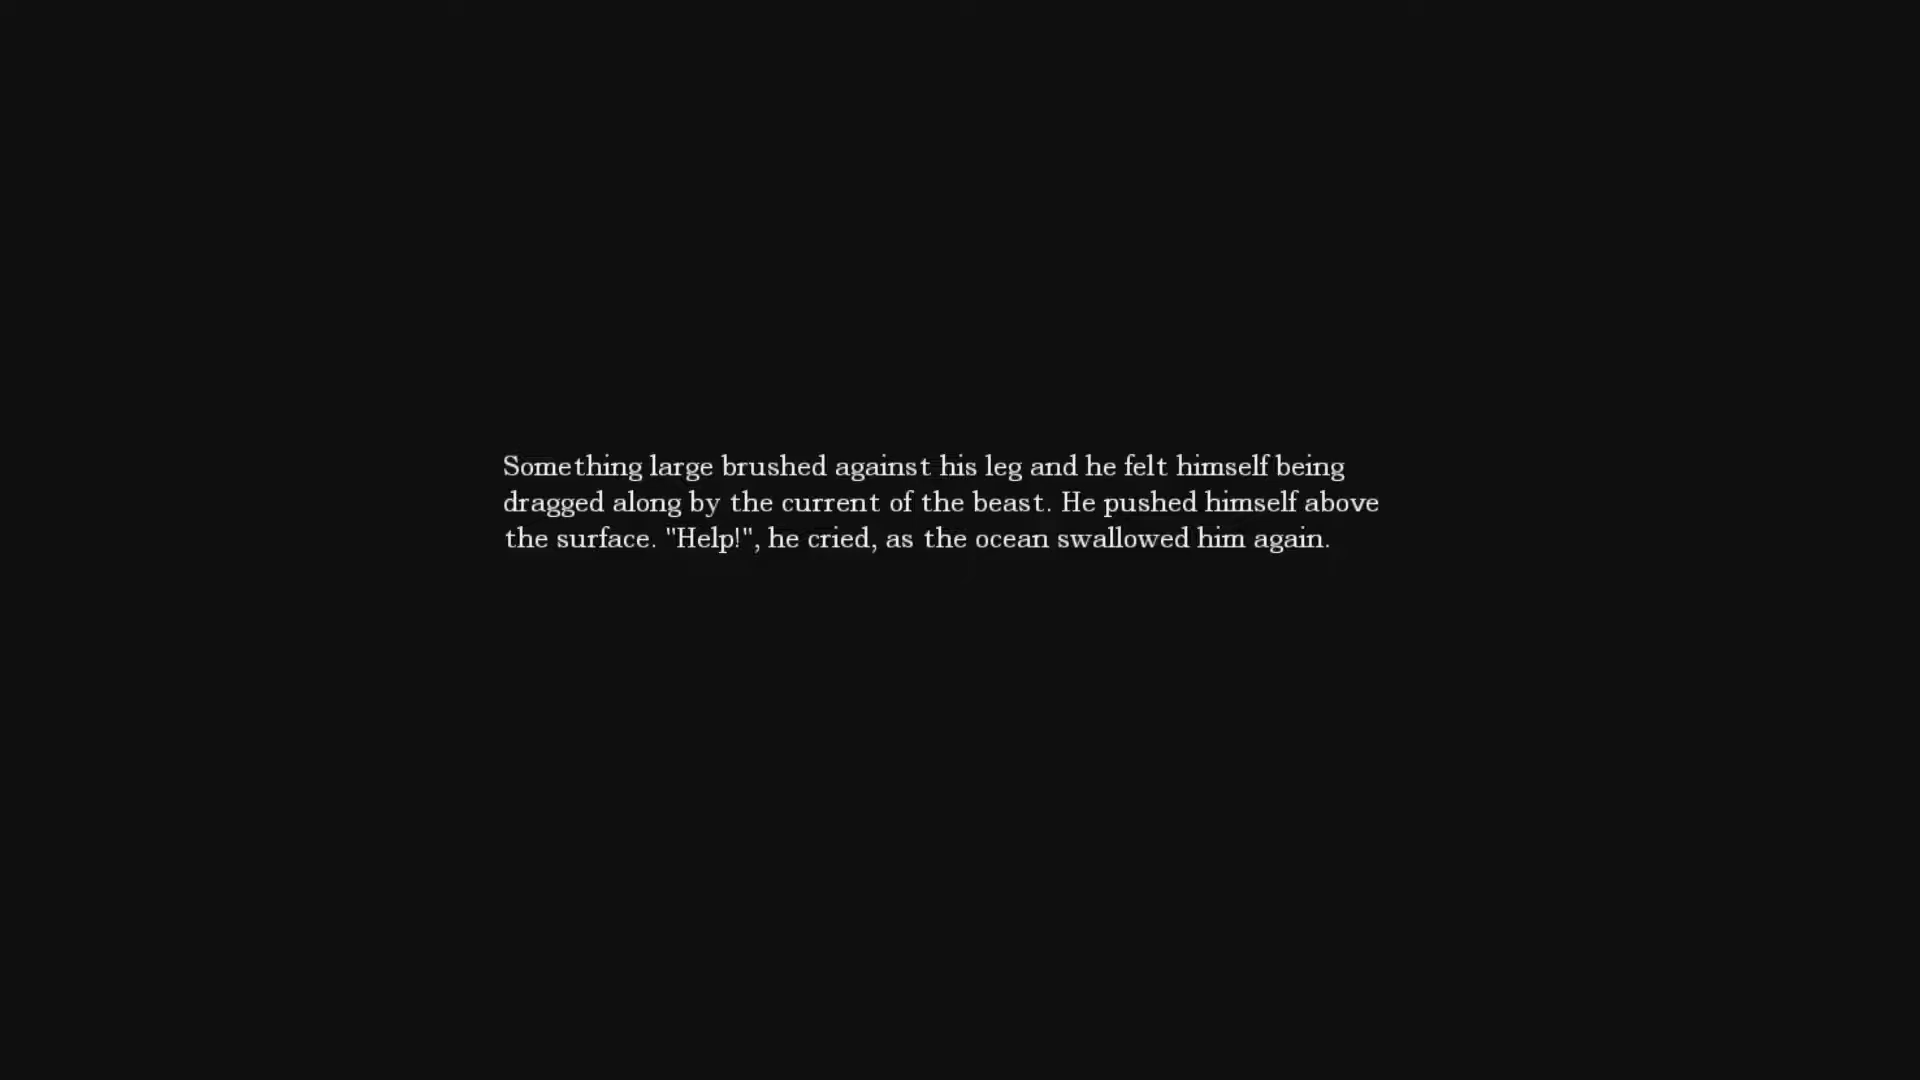 Something large brushed against his leg and he felt himself being
dragged along by the current of the beast. He pushed himself above
the surface. "Help!", he cried, as the ocean swallowed him again.